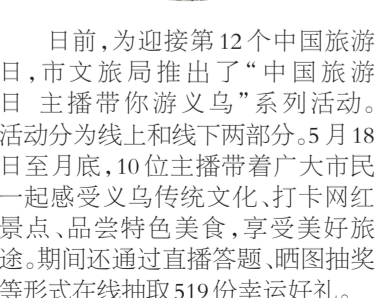 日前,为迎接第12个中国旅游
日,市文旅局推出了“中国旅游
日 主播带你游义乌”系列活动。
活动分为线上和线下两部分。5月18
日至月底,10位主播带着广大市民
一起感受义乌传统文化、打卡网红
景点、品尝特色美食,享受美好旅
途。期间还通过直播答题、晒图抽奖
等形式在线抽取519份幸运好礼。